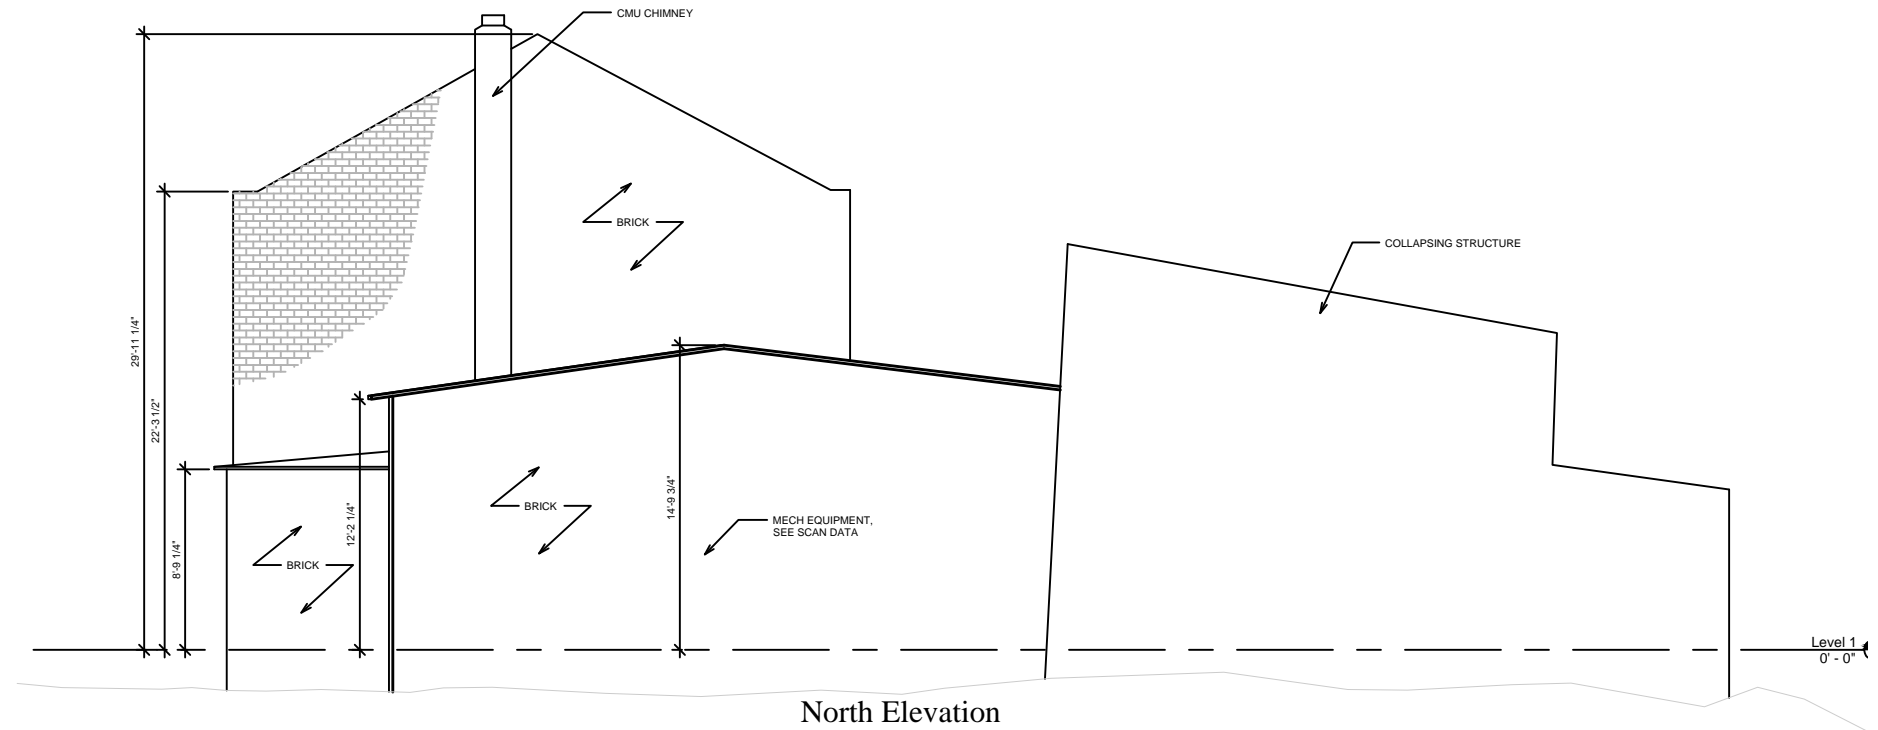 CMU CHIMNEY
BRICK
COLLAPSING STRUCTURE
29'-11 1/4"
22'-3 1/2"
8'-9 1/4"
12'-2 1/4"
14'-9 3/4"
BRICK
MECH EQUIPMENT,
SEE SCAN DATA
BRICK
Level 1
0' - 0"
North Elevation